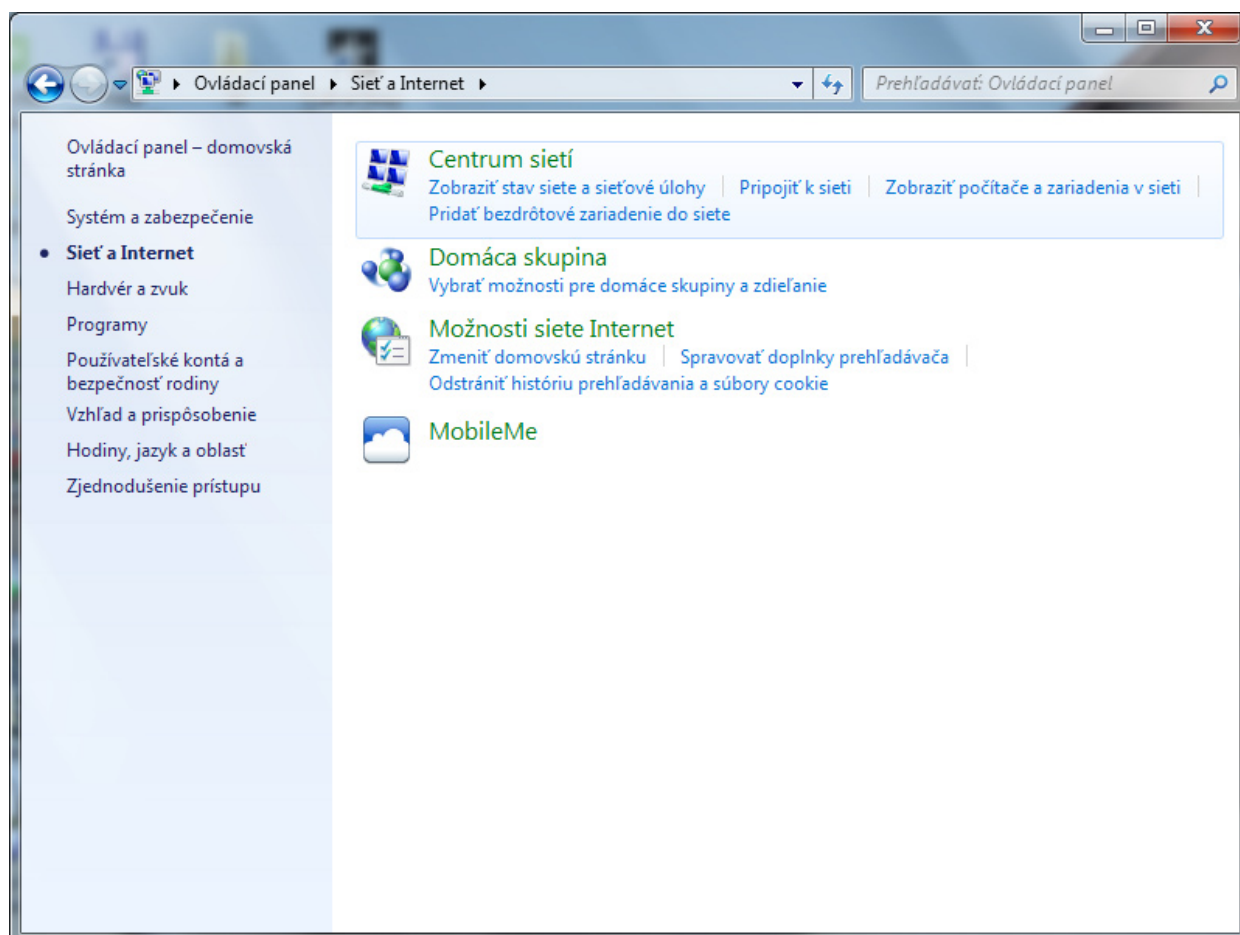 Ovládací panel Sieť a Internet
Prehľadávať: Ovládací panel
Ovládací panel – domovská
stránka
Systém a zabezpečenie
Sieť a Internet
Hardvér a zvuk
Programy
Používateľské kontá a
bezpečnosť rodiny
Vzhľad a prispôsobenie
Hodiny, jazyk a oblasť
Zjednodušenie prístupu
Centrum sietí
Zobraziť stav siete a sieťové úlohy Pripojiť k sieti Zobraziť počítače a zariadenia v sieti
Pridať bezdrôtové zariadenie do siete
Domáca skupina
Vybrať možnosti pre domáce skupiny a zdieľanie
Možnosti siete Internet
Zmeniť domovskú stránku Spravovať doplnky prehľadávača
Odstrániť históriu prehľadávania a súbory cookie
MobileMe